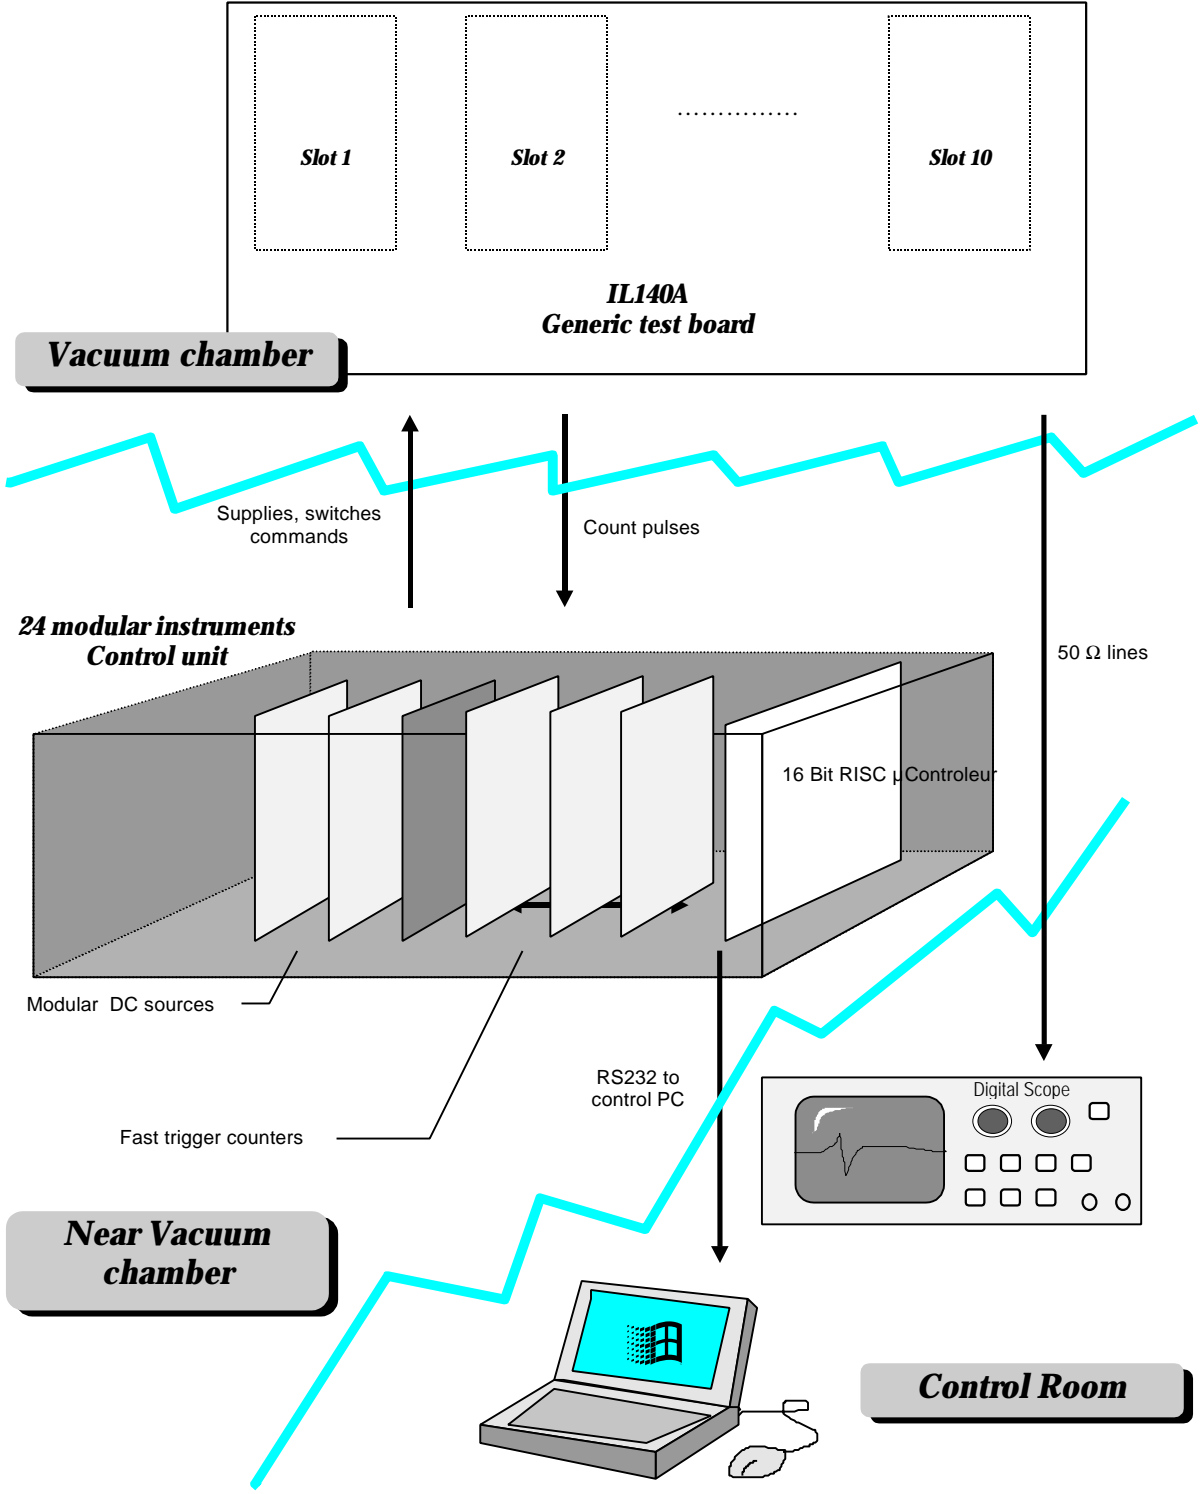 Slot 1
Slot 2
...............
Slot 10
IL140A
Generic test board
Vacuum chamber
Supplies, switches
commands
Count pulses
24 modular instruments
Control unit
50 Ω lines
16 Bit RISC µControleur
Modular DC sources
RS232 to
control PC
Digital Scope
Fast trigger counters
Near Vacuum
chamber
Control Room